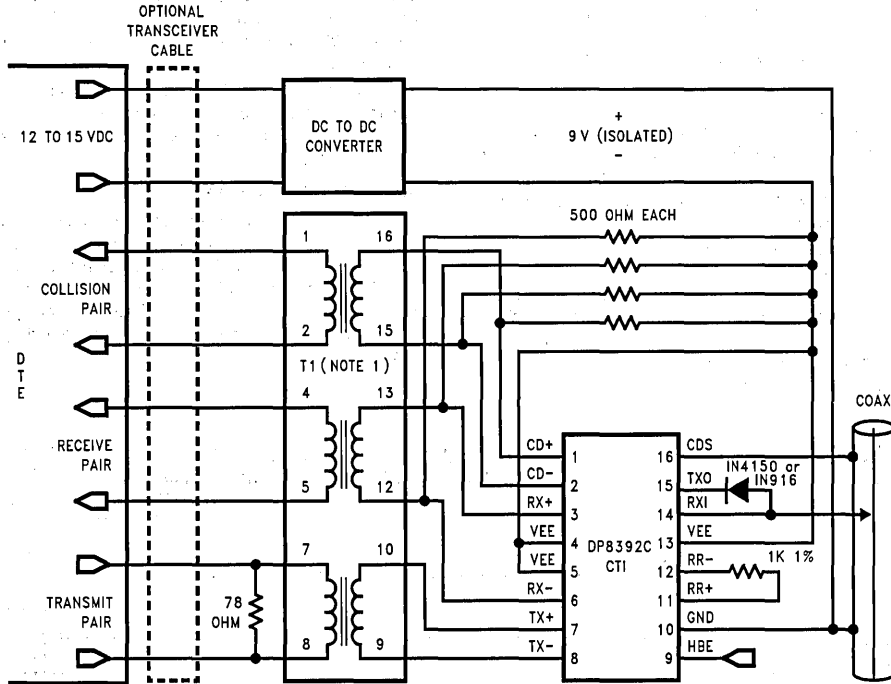 OPTIONAL
TRANSCEIVER
CABLE
12 TO 15 VDC
DC TO DC
CONVERTER
+
9 V (ISOLATED)
−
500 OHM EACH
1
16
COLLISION
PAIR
2
15
T1 (NOTE 1)
D
T
E
4
13
RECEIVE
PAIR
5
12
7
10
TRANSMIT
PAIR
78
OHM
8
9
COAX
CD+
1
CD-
2
RX+
3
VEE
4
VEE
5
RX-
6
TX+
7
TX-
8
DP8392C
CTI
16
CDS
15
TXO
IN4150 or
IN916
14
RXI
13
VEE
12
RR-
1K 1%
11
RR+
10
GND
9
HBE